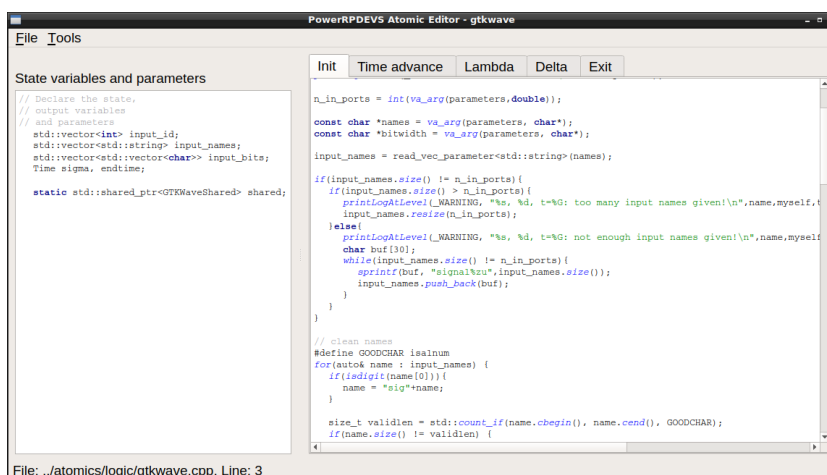 PowerRPDEVS Atomic Editor - gtkwave
File Tools
State variables and parameters
// Declare the state,
// output variables
// and parameters
std::vector<int> input_id;
std::vector<std::string> input_names;
std::vector<std::vector<char>> input_bits;
Time sigma, endtime;
static std::shared_ptr<GTKWaveShared> shared;
Init Time advance Lambda Delta Exit
n_in_ports = int(va_arg(parameters,double));
const char *names = va_arg(parameters, char*);
const char *bitwidth = va_arg(parameters, char*);
input_names = read_vec_parameter<std::string>(names);
if(input_names.size() != n_in_ports){
if(input_names.size() > n_in_ports){
printLogAtLevel(_WARNING, "%s, %d, t=%G: too many input names given!\n",name,myself,t
input_names.resize(n_in_ports);
}else{
printLogAtLevel(_WARNING, "%s, %d, t=%G: not enough input names given!\n",name,myself
char buf[30];
while(input_names.size() != n_in_ports){
sprintf(buf, "signal%zu",input_names.size());
input_names.push_back(buf);
}
}
}
// clean names
#define GOODCHAR isalnum
for(auto& name : input_names) {
if(isdigit(name[0])){
name = "sig"+name;
}
size_t validlen = std::count_if(name.cbegin(), name.cend(), GOODCHAR);
if(name.size() != validlen) {
File: ../atomics/logic/gtkwave.cpp, Line: 3